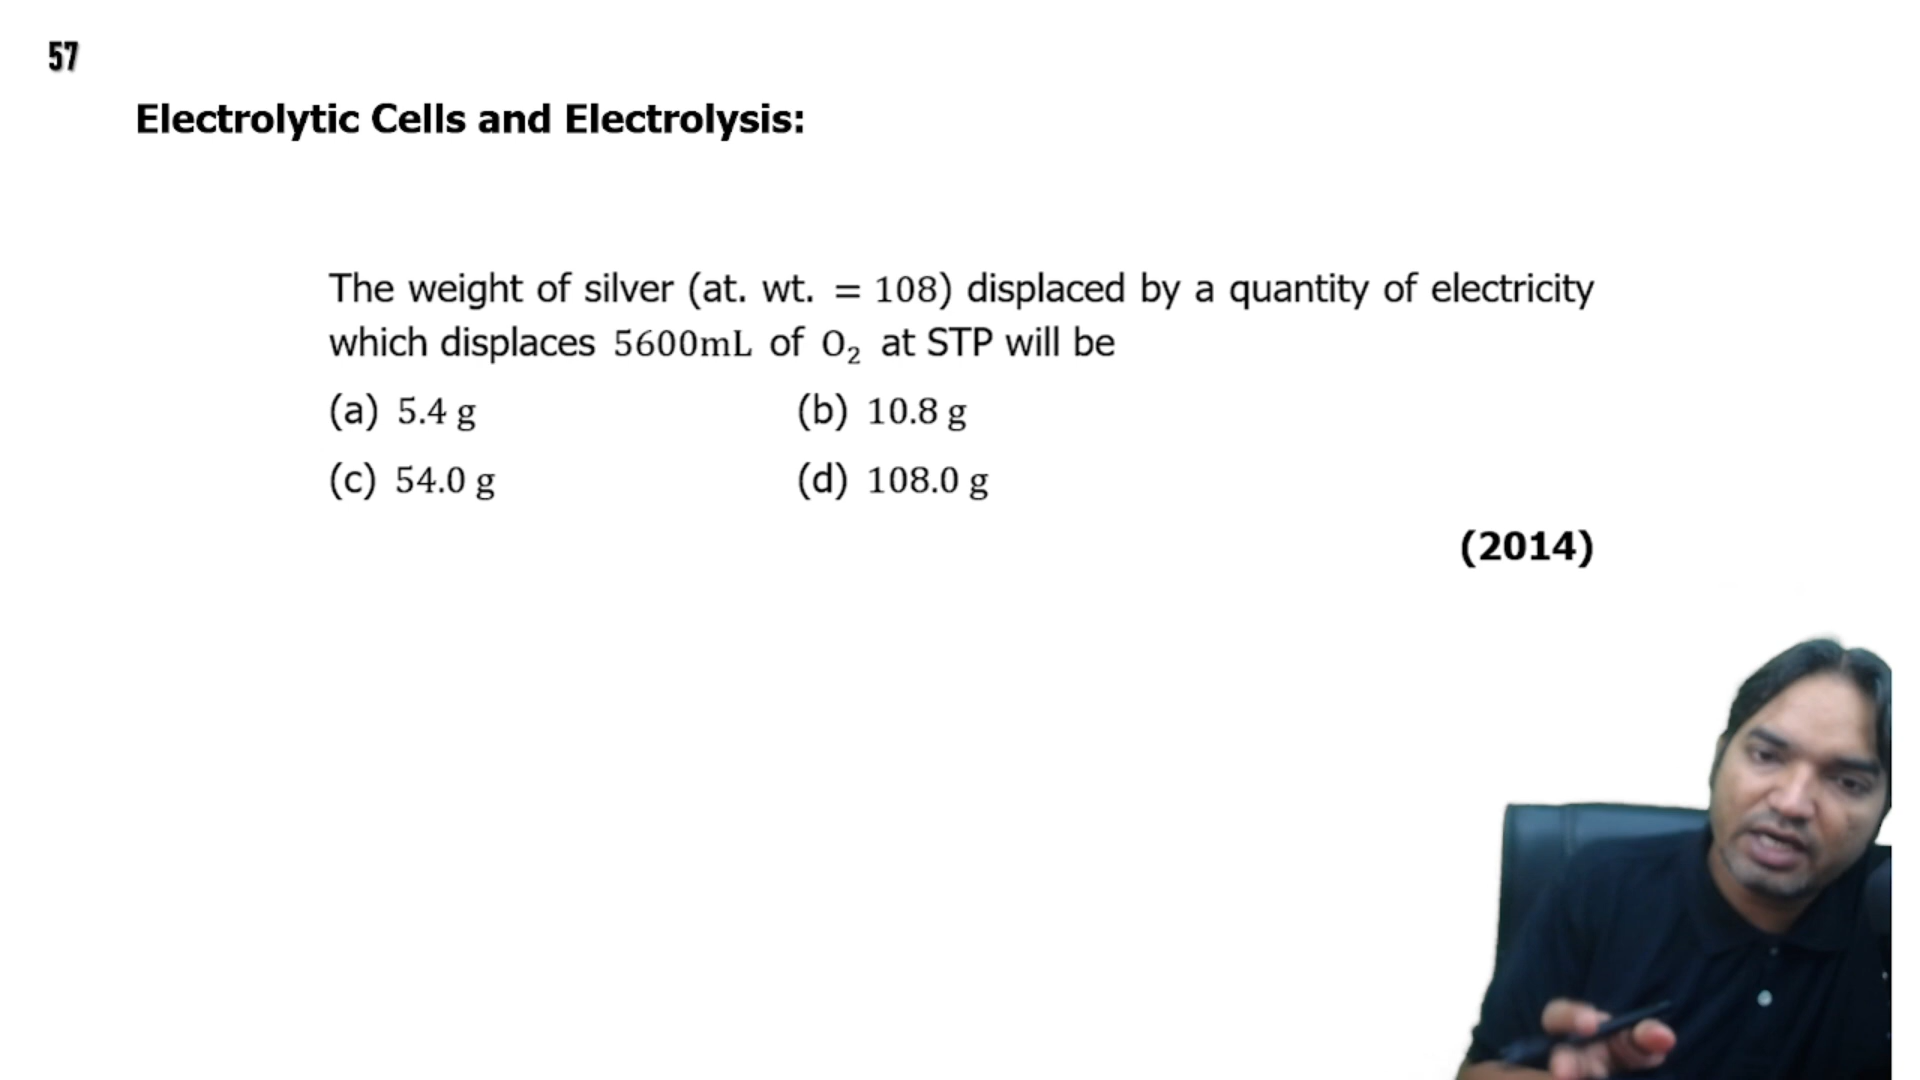 57
Electrolytic Cells and Electrolysis:
The weight of silver (at. wt. = 108) displaced by a quantity of electricity
which displaces 5600mL of O₂ at STP will be
(a) 5.4 g (b) 10.8 g
(c) 54.0 g (d) 108.0 g
(2014)